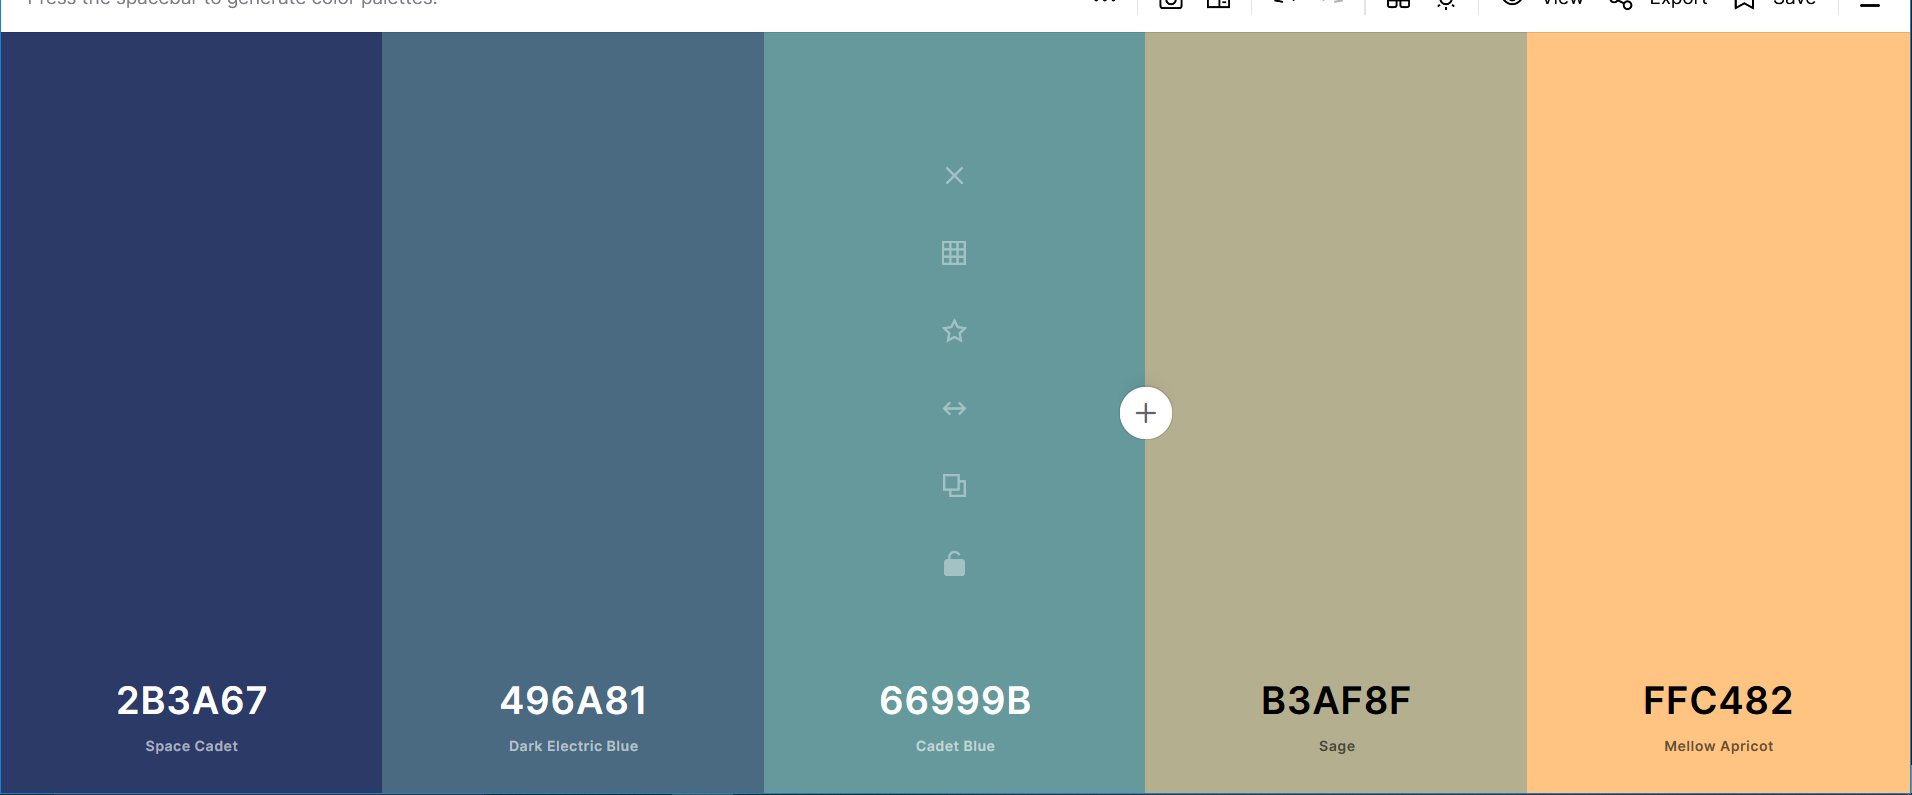 Press the spacebar to generate color palettes.
View Export Save
2B3A67 496A81 66999B B3AF8F FFC482
Space Cadet Dark Electric Blue Cadet Blue Sage Mellow Apricot